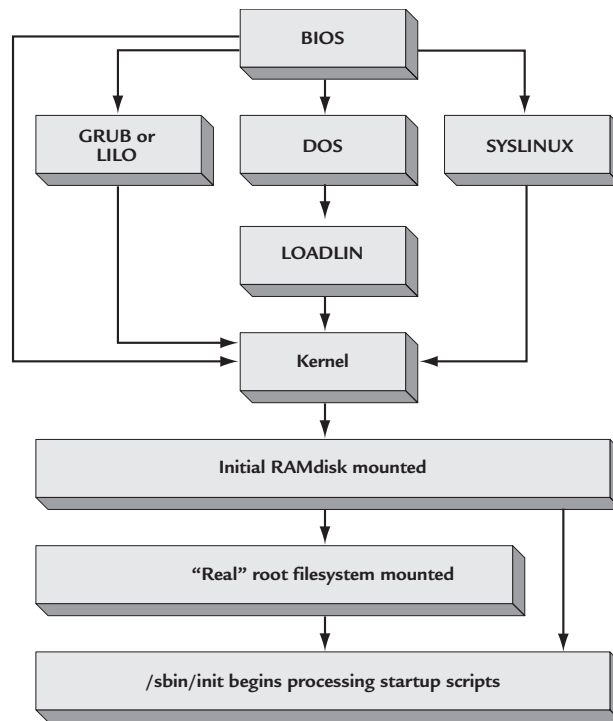 BIOS
GRUB or
LILO
DOS
SYSLINUX
LOADLIN
Kernel
Initial RAMdisk mounted
“Real” root filesystem mounted
/sbin/init begins processing startup scripts